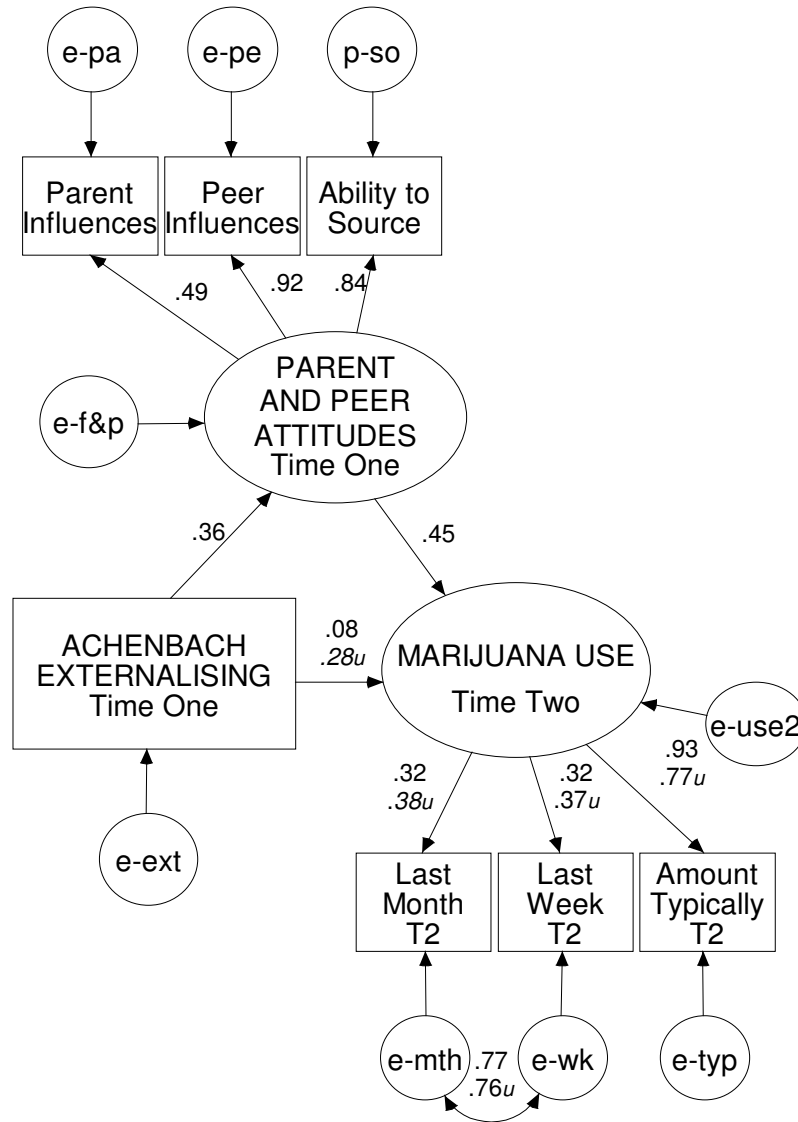 e-pa
e-pe
p-so
Parent
Influences
Peer
Influences
Ability to
Source
.49
.92
.84
PARENT
AND PEER
ATTITUDES
Time One
e-f&p
.36
.45
ACHENBACH
EXTERNALISING
Time One
.08
.28u
MARIJUANA USE
Time Two
e-use2
e-ext
.32
.38u
.32
.37u
.93
.77u
Last
Month
T2
Last
Week
T2
Amount
Typically
T2
e-mth
.77
.76u
e-wk
e-typ